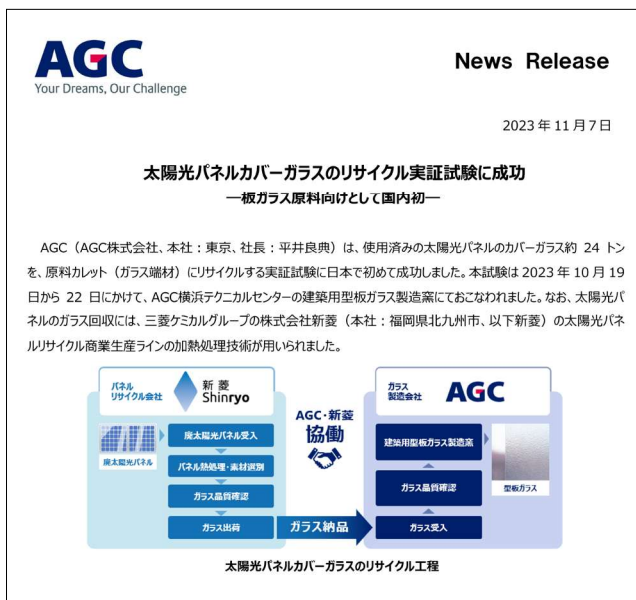 AGC
Your Dreams, Our Challenge
News Release
2023年11月7日
太陽光パネルカバーガラスのリサイクル実証試験に成功
―板ガラス原料向けとして国内初―
AGC（AGC株式会社、本社：東京、社長：平井良典）は、使用済みの太陽光パネルのカバーガラス約 24 トン
を、原料カレット（ガラス端材）にリサイクルする実証試験に日本で初めて成功しました。本試験は 2023 年 10 月 19
日から 22 日にかけて、AGC横浜テクニカルセンターの建築用型板ガラス製造窯にておこなわれました。なお、太陽光パ
ネルのガラス回収には、三菱ケミカルグループの株式会社新菱（本社：福岡県北九州市、以下新菱）の太陽光パネ
ルリサイクル商業生産ラインの加熱処理技術が用いられました。
パネル
リサイクル会社
新菱
Shinryo
廃太陽光パネル
廃太陽光パネル受入
パネル熱処理・素材選別
ガラス品質確認
ガラス出荷
AGC・新菱
協働
ガラス納品
ガラス
製造会社
AGC
建築用型板ガラス製造窯
ガラス品質確認
ガラス受入
型板ガラス
太陽光パネルカバーガラスのリサイクル工程